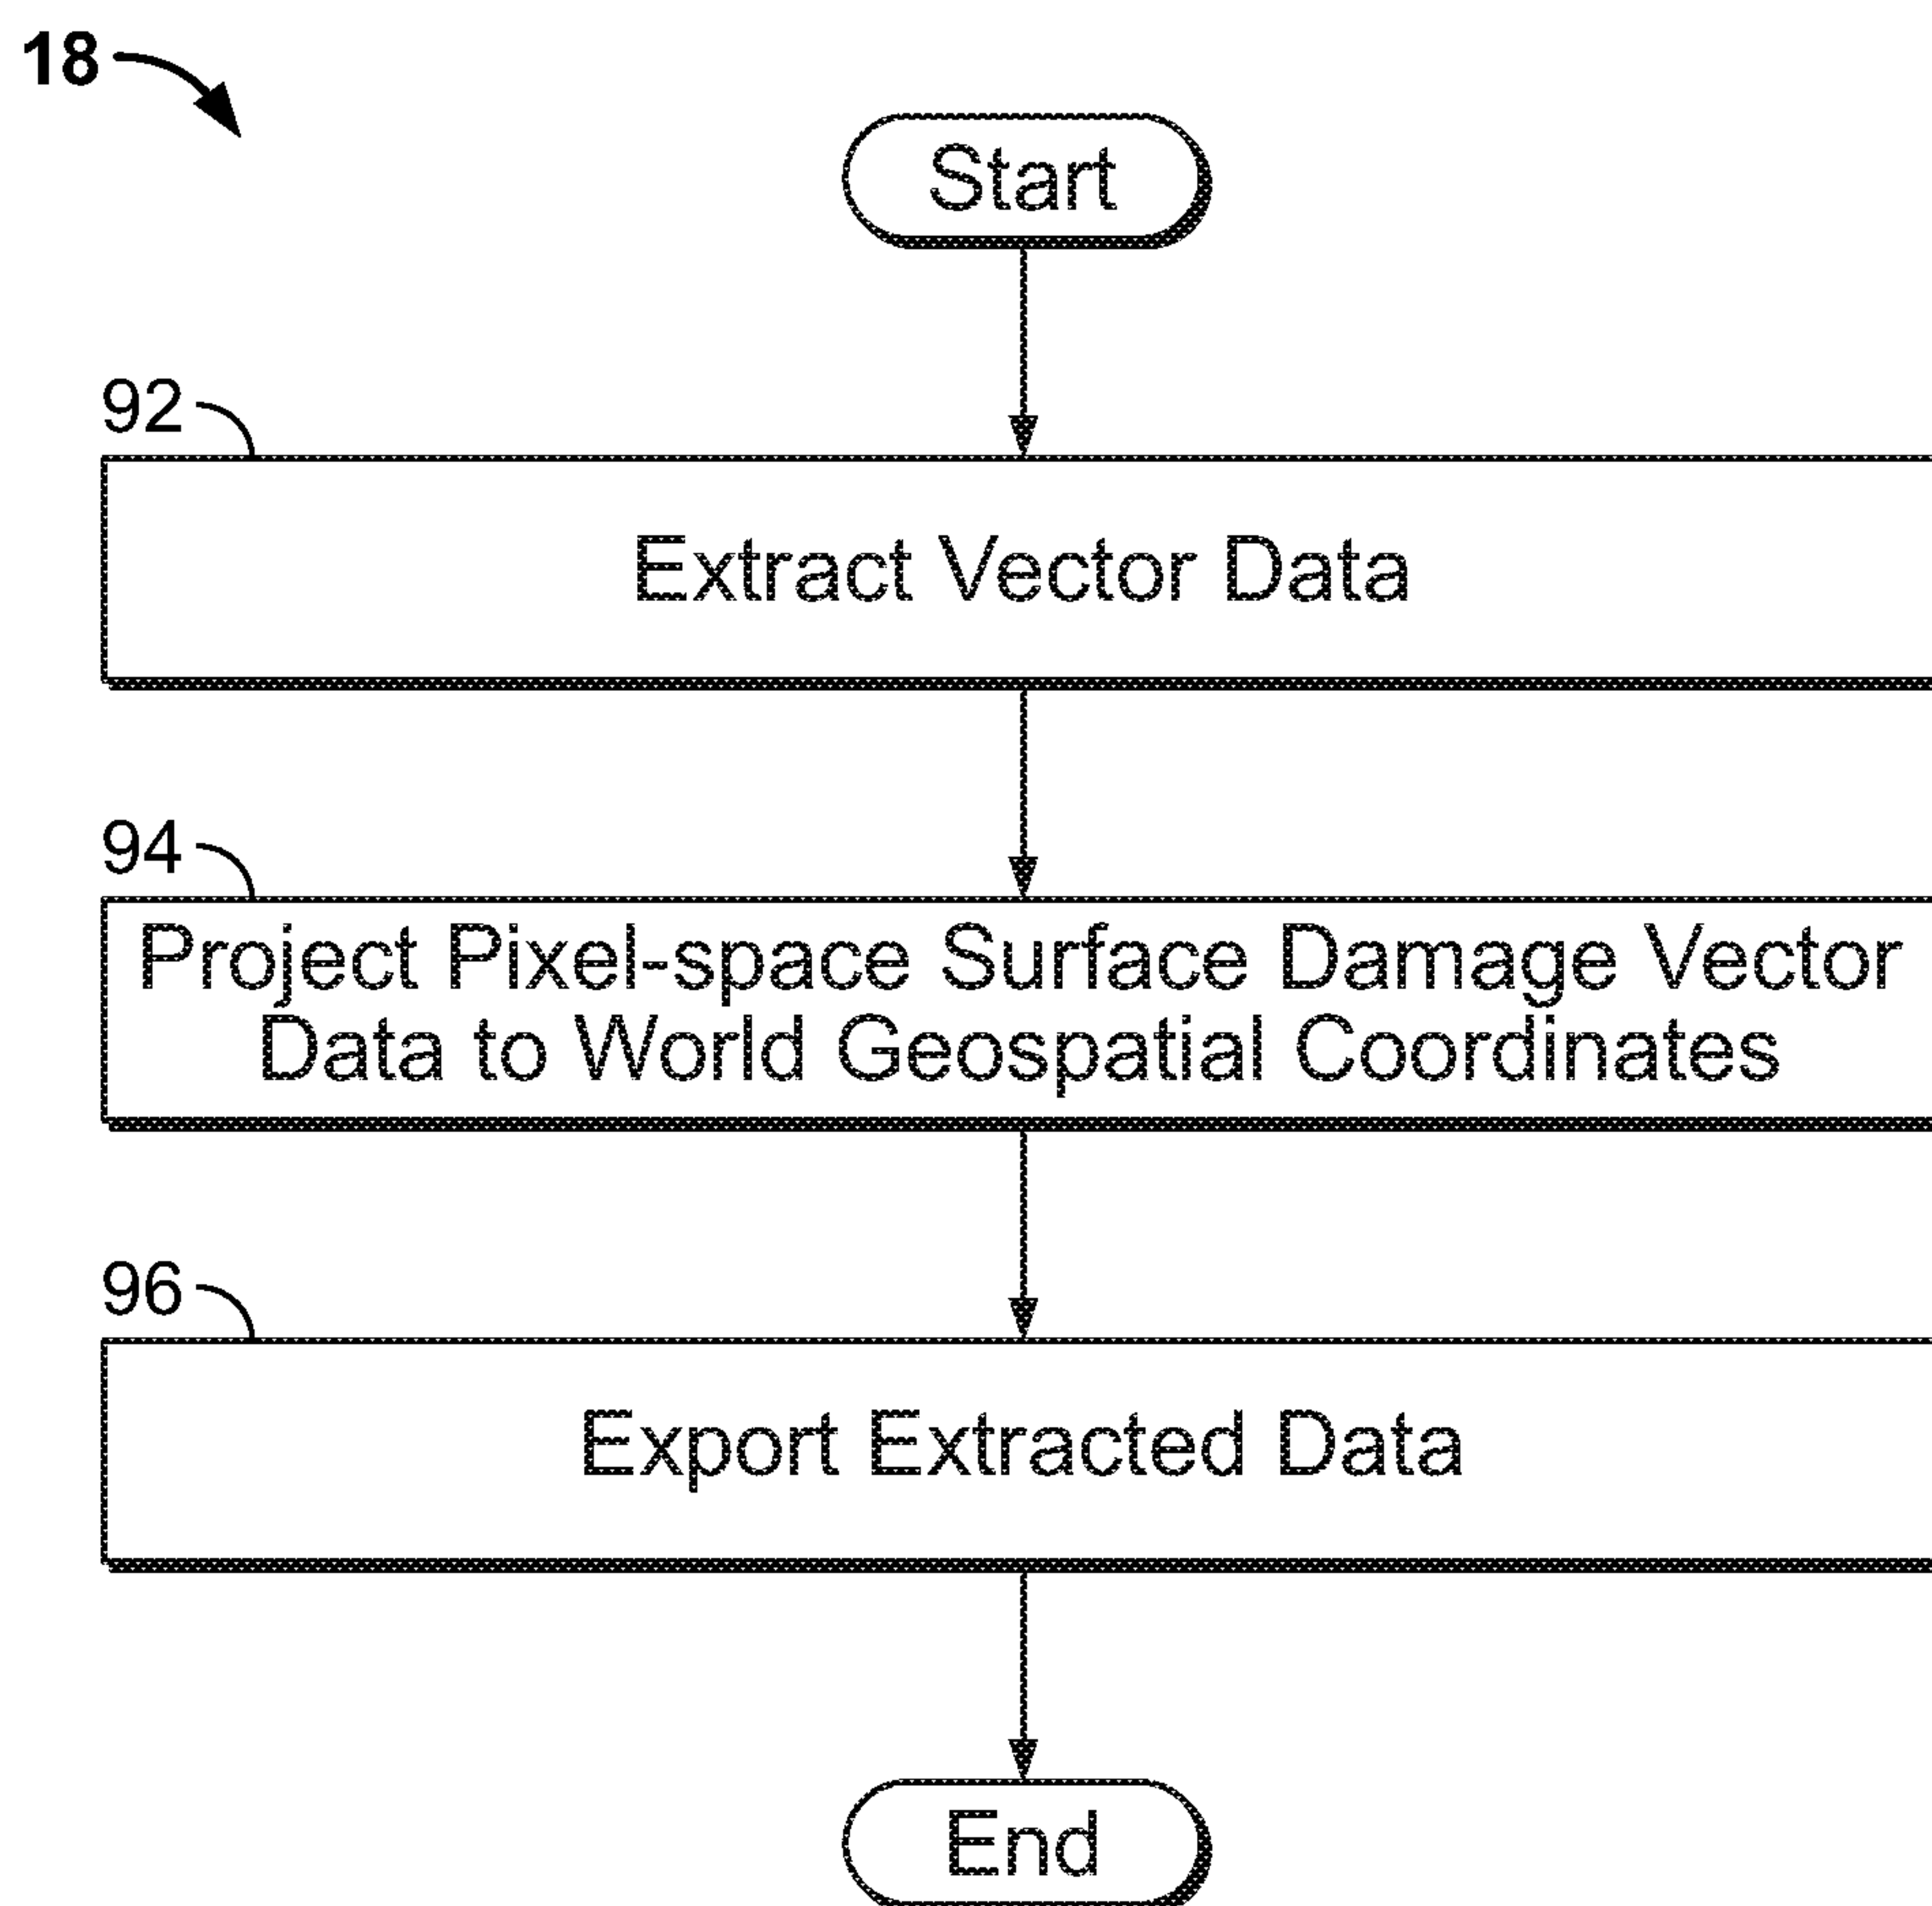 18
Start
92
Extract Vector Data
94
Project Pixel-space Surface Damage Vector
Data to World Geospatial Coordinates
96
Export Extracted Data
End